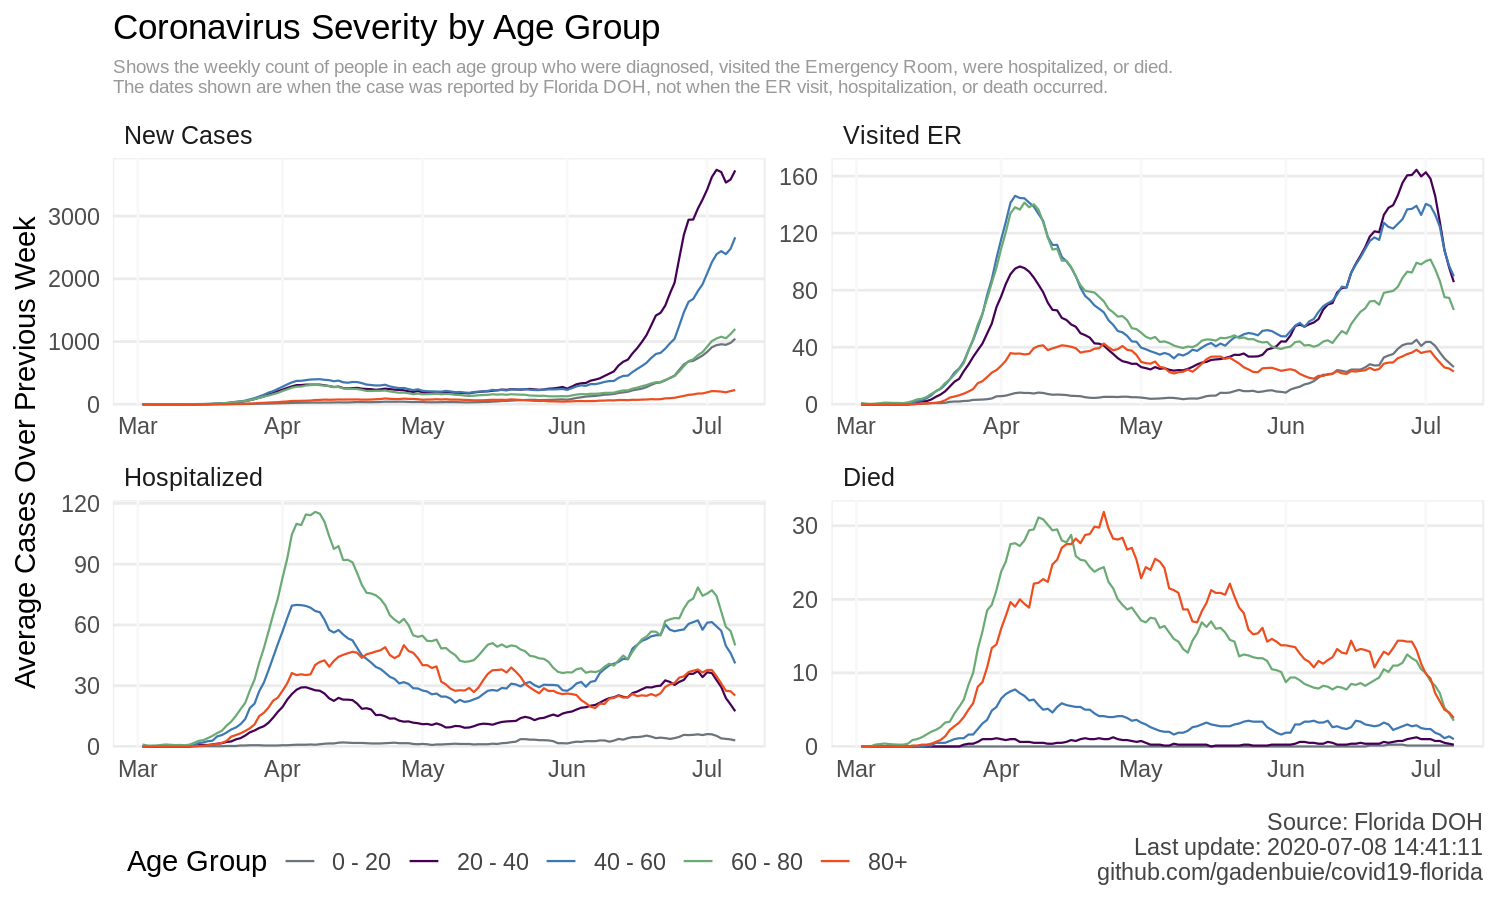 Coronavirus Severity by Age Group
Shows the weekly count of people in each age group who were diagnosed, visited the Emergency Room, were hospitalized, or died.
The dates shown are when the case was reported by Florida DOH, not when the ER visit, hospitalization, or death occurred.
Average Cases Over Previous Week
New Cases
3000
2000
1000
0
Mar Apr May Jun Jul
Visited ER
160
120
80
40
0
Mar Apr May Jun Jul
Hospitalized
120
90
60
30
0
Mar Apr May Jun Jul
Died
30
20
10
0
Mar Apr May Jun Jul
Age Group 0 - 20 20 - 40 40 - 60 60 - 80 80+
Source: Florida DOH
Last update: 2020-07-08 14:41:11
github.com/gadenbuie/covid19-florida